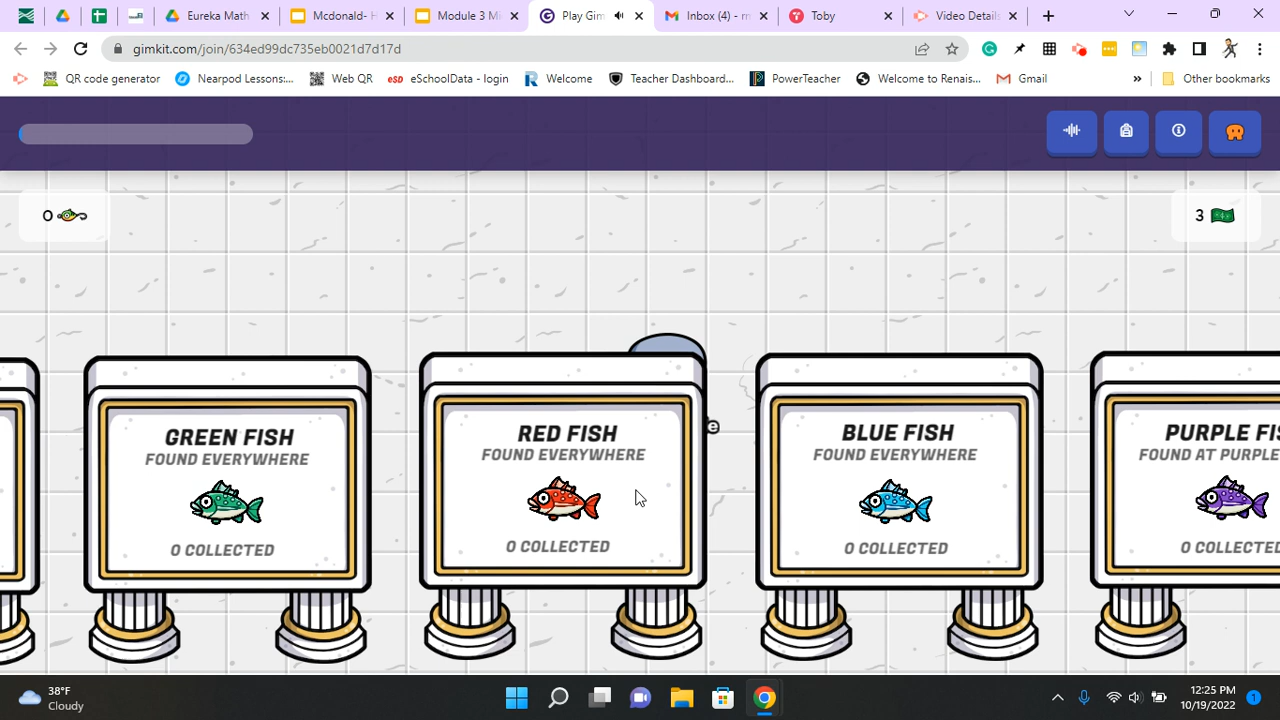 Eureka Math
Mcdonald- H
Module 3 M
Play Gim
Inbox (4) - r
Toby
Video Details
gimkit.com/join/634ed99dc735eb0021d7d17d
QR code generator
Nearpod Lessons:...
Web QR
esD eSchoolData - login
Welcome
Teacher Dashboard...
PowerTeacher
Welcome to Renais...
Gmail
»
Other bookmarks
0
3
GREEN FISH
FOUND EVERYWHERE
0 COLLECTED
RED FISH
FOUND EVERYWHERE
0 COLLECTED
e
BLUE FISH
FOUND EVERYWHERE
0 COLLECTED
PURPLE FIS
FOUND AT PURPLE
0 COLLECTED
38°F
Cloudy
12:25 PM
10/19/2022
1